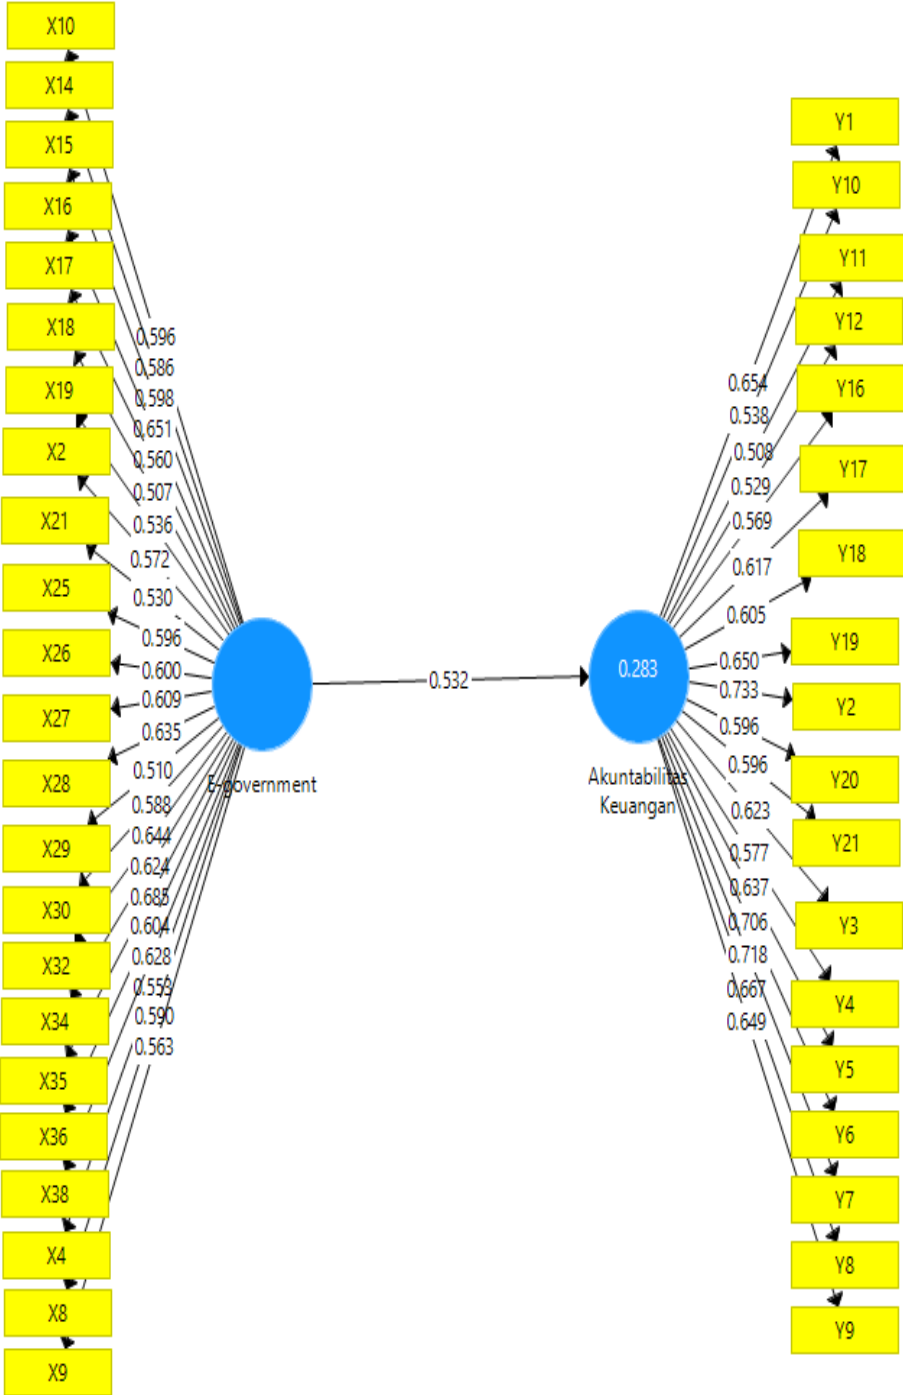 X10
X14
X15
X16
X17
X18
X19
X2
X21
X25
X26
X27
X28
X29
X30
X32
X34
X35
X36
X38
X4
X8
X9
0.596
0.586
0.598
0.651
0.560
0.507
0.536
0.572
0.530
0.596
0.600
0.609
0.635
0.510
0.588
0.644
0.624
0.685
0.604
0.628
0.553
0.590
0.563
E-government
0.532
0.283
Akuntabilitas
Keuangan
0.654
0.538
0.508
0.529
0.569
0.617
0.605
0.650
0.733
0.596
0.596
0.623
0.577
0.637
0.706
0.718
0.667
0.649
Y1
Y10
Y11
Y12
Y16
Y17
Y18
Y19
Y2
Y20
Y21
Y3
Y4
Y5
Y6
Y7
Y8
Y9